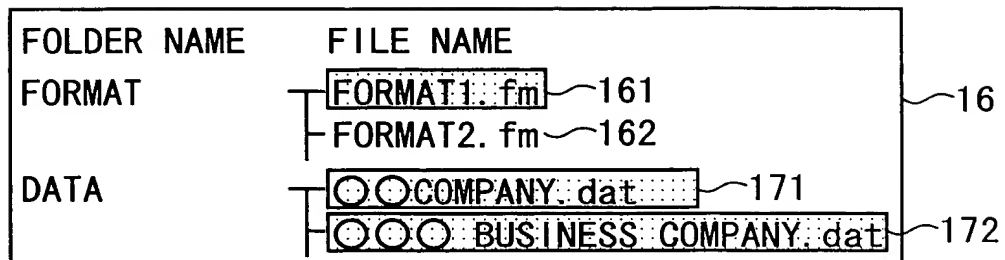 FOLDER NAME FILE NAME
FORMAT FORMAT1.fm 161 16
FORMAT2.fm 162
DATA ○○COMPANY.dat 171
○○○ BUSINESS COMPANY.dat 172